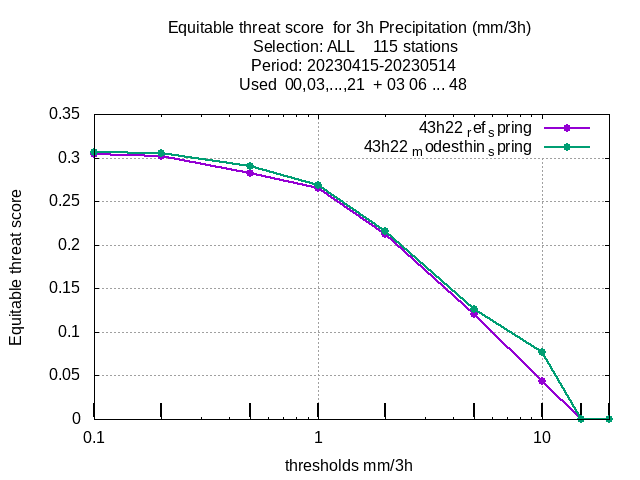 Equitable threat score  for 3h Precipitation (mm/3h)
Selection: ALL    115 stations
Period: 20230415-20230514
Used  00,03,...,21  + 03 06 ... 48
43h22 ref spring
43h22 modesthin spring
Equitable threat score
0.35
0.3
0.25
0.2
0.15
0.1
0.05
0
0.1 1 10
thresholds mm/3h